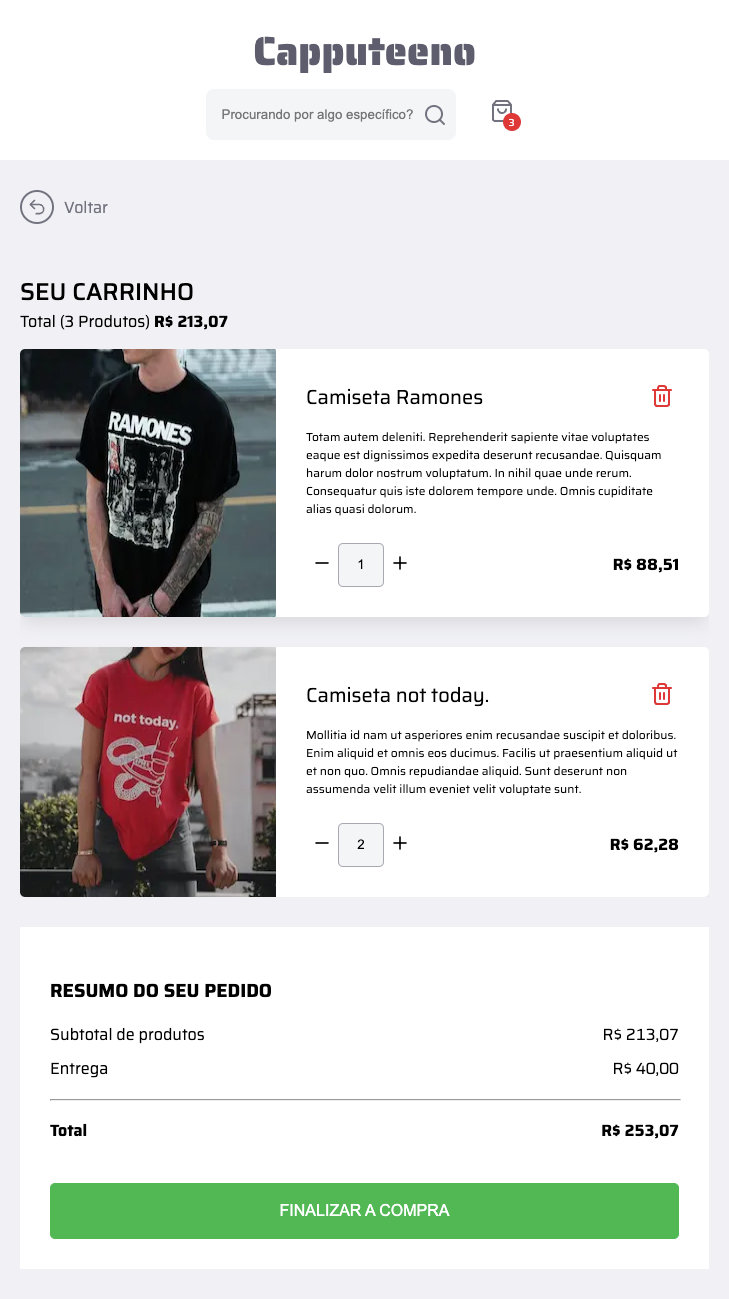 Capputeeno
Procurando por algo específico?
3
Voltar
SEU CARRINHO
Total (3 Produtos) R$ 213,07
RAMONES
Camiseta Ramones
Totam autem deleniti. Reprehenderit sapiente vitae voluptates
eaque est dignissimos expedita deserunt recusandae. Quisquam
harum dolor nostrum voluptatum. In nihil quae unde rerum.
Consequatur quis iste dolorem tempore unde. Omnis cupiditate
alias quasi dolorum.
1
R$ 88,51
not today.
Camiseta not today.
Mollitia id nam ut asperiores enim recusandae suscipit et doloribus.
Enim aliquid et omnis eos ducimus. Facilis ut praesentium aliquid ut
et non quo. Omnis repudiandae aliquid. Sunt deserunt non
assumenda velit illum eveniet velit voluptate sunt.
2
R$ 62,28
RESUMO DO SEU PEDIDO
Subtotal de produtos R$ 213,07
Entrega R$ 40,00
Total R$ 253,07
FINALIZAR A COMPRA